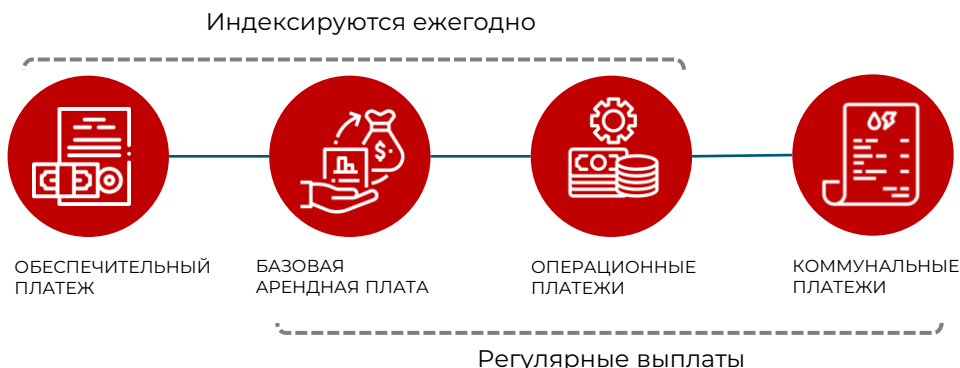 Индексируются ежегодно
ОБЕСПЕЧИТЕЛЬНЫЙ
ПЛАТЕЖ
БАЗОВАЯ
АРЕНДНАЯ ПЛАТА
ОПЕРАЦИОННЫЕ
ПЛАТЕЖИ
КОММУНАЛЬНЫЕ
ПЛАТЕЖИ
Регулярные выплаты